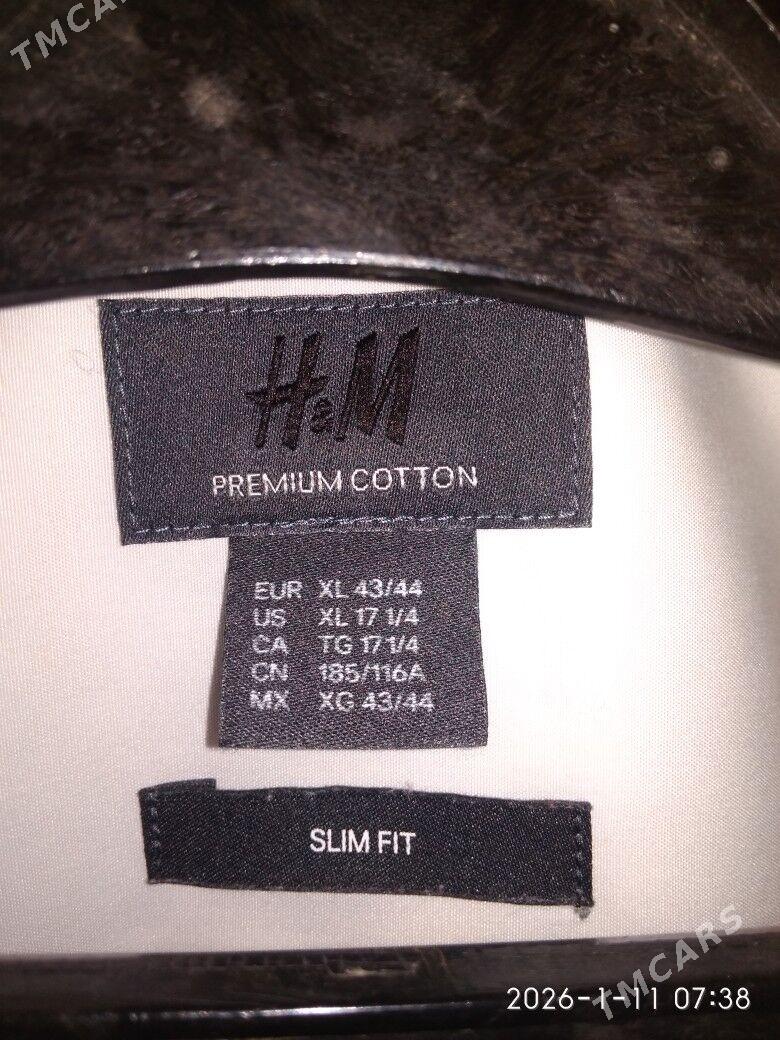 TMCARS
H&M
PREMIUM COTTON
EUR XL 43/44
US XL 17 1/4
CA TG 17 1/4
CN 185/116A
MX XG 43/44
SLIM FIT
TMCARS
2026-1-11 07:38